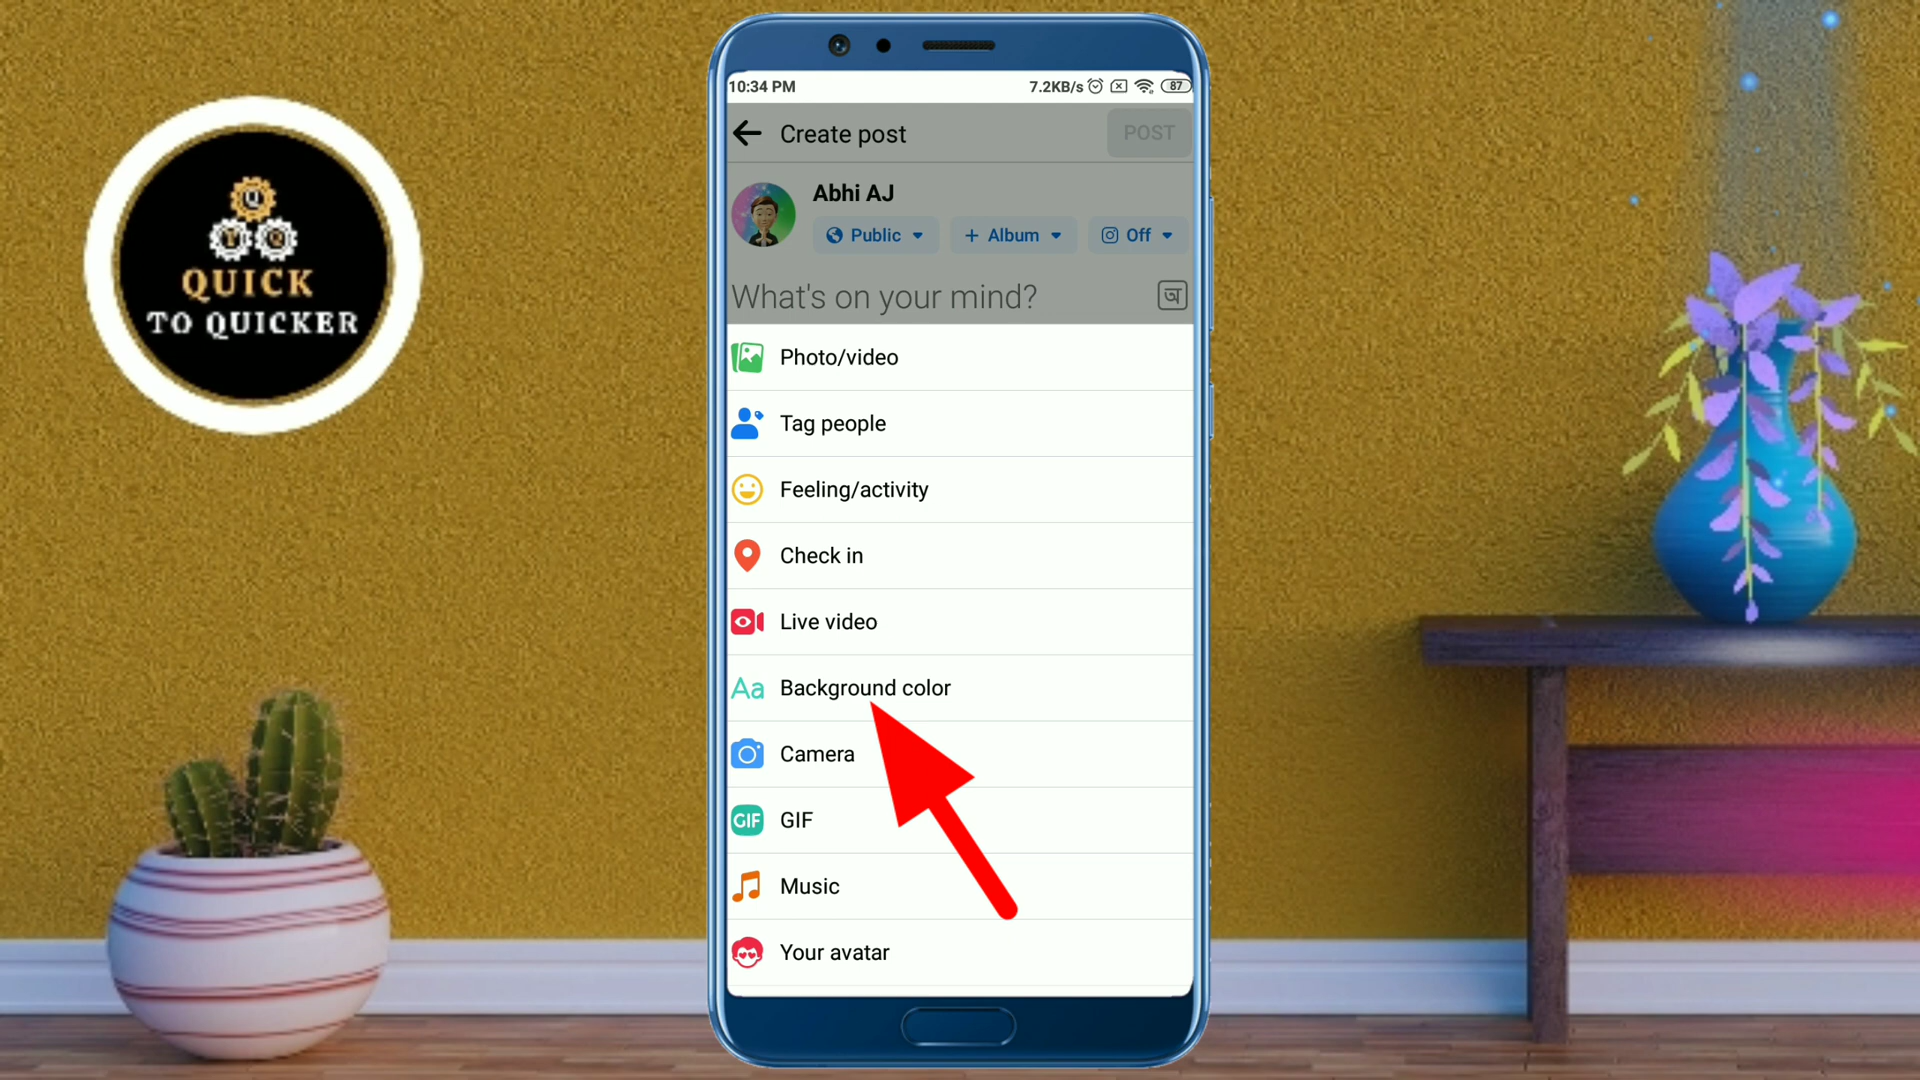 Q
Y Q
QUICK
TO QUICKER
10:34 PM 7.2KB/s 87
Create post POST
Abhi AJ
Public + Album Off
What's on your mind? অ
Photo/video
Tag people
Feeling/activity
Check in
Live video
Aa Background color
Camera
GIF GIF
Music
Your avatar